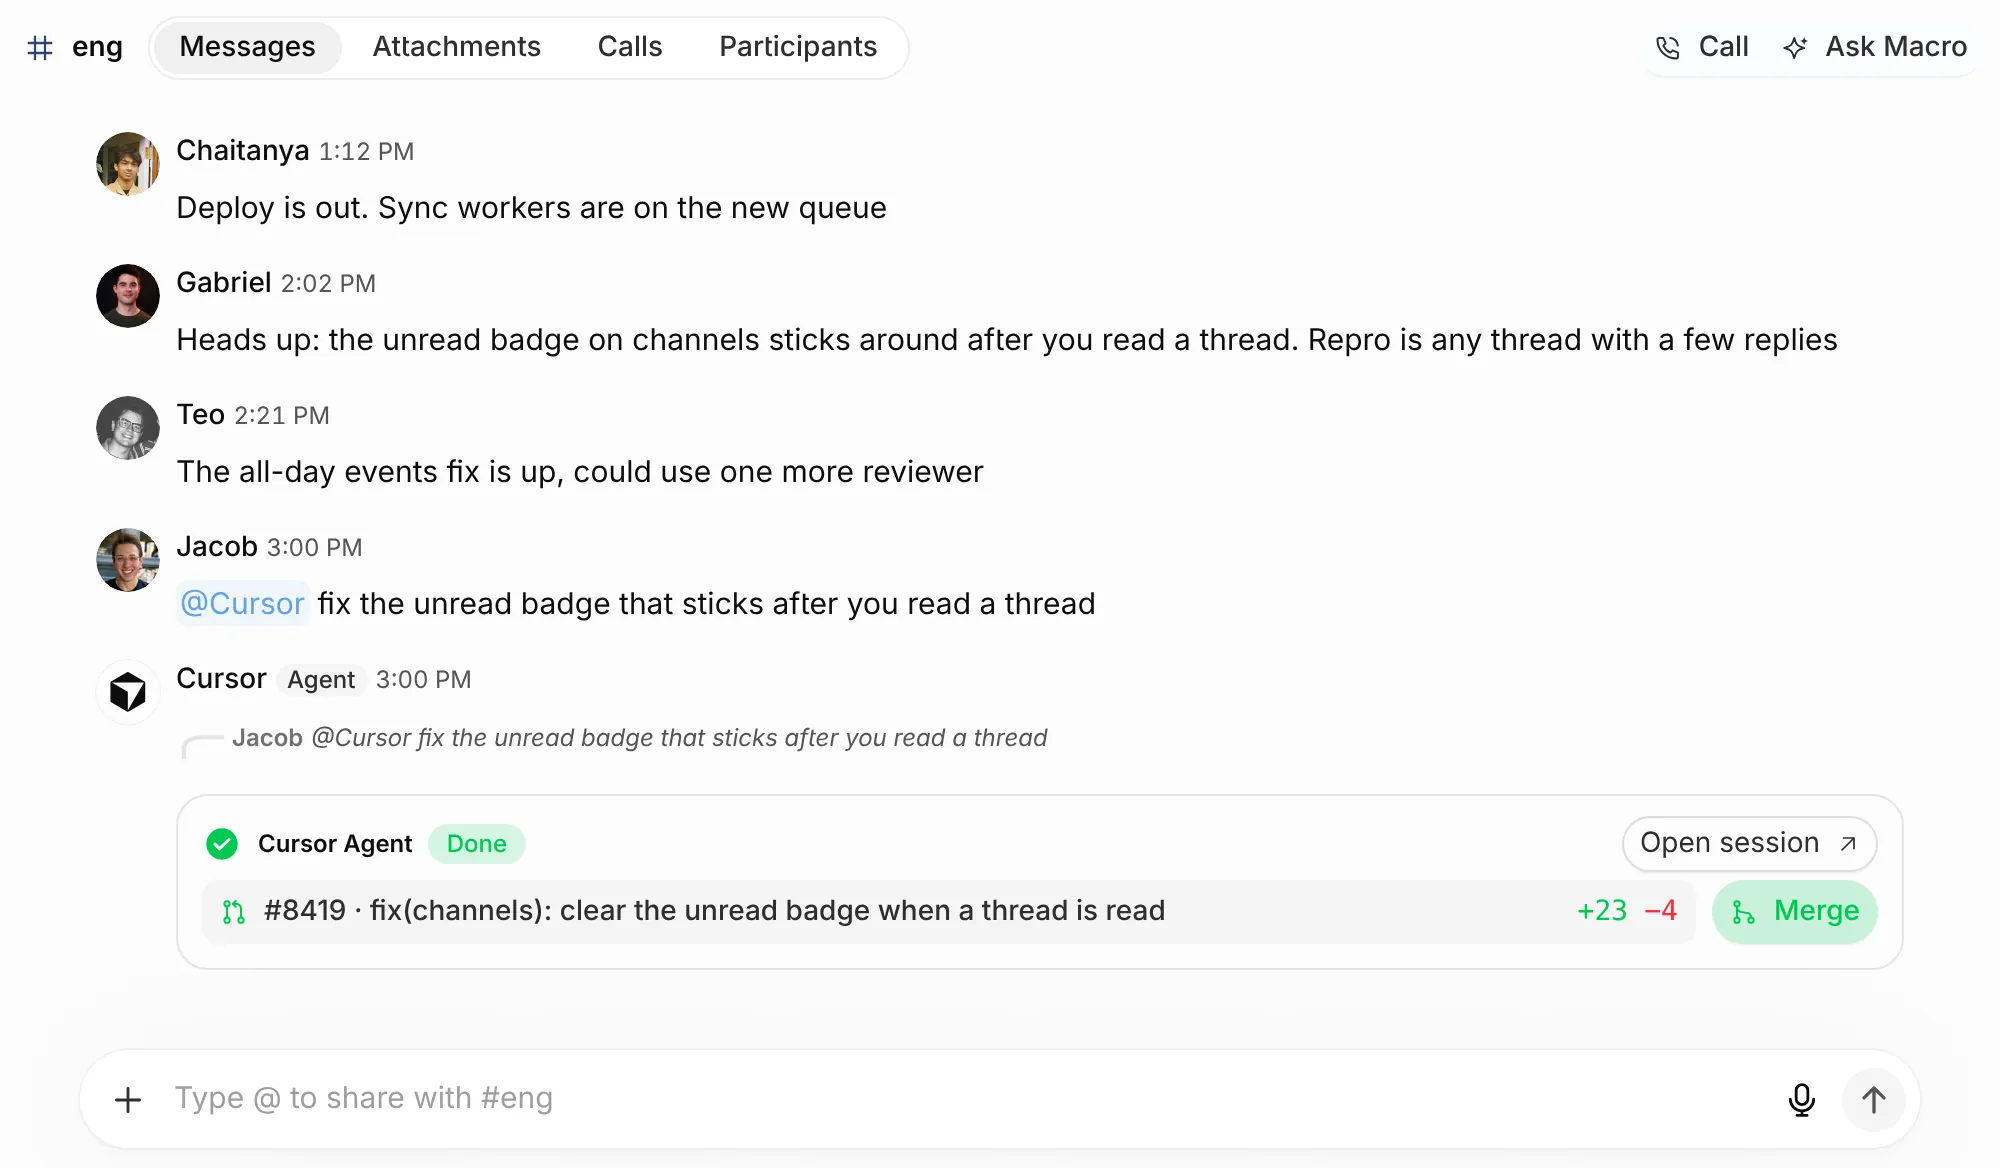 eng
Messages Attachments Calls Participants
Call Ask Macro
Chaitanya 1:12 PM
Deploy is out. Sync workers are on the new queue
Gabriel 2:02 PM
Heads up: the unread badge on channels sticks around after you read a thread. Repro is any thread with a few replies
Teo 2:21 PM
The all-day events fix is up, could use one more reviewer
Jacob 3:00 PM
@Cursor fix the unread badge that sticks after you read a thread
Cursor Agent 3:00 PM
Jacob @Cursor fix the unread badge that sticks after you read a thread
Cursor Agent Done
Open session
#8419 · fix(channels): clear the unread badge when a thread is read +23 −4 Merge
Type @ to share with #eng